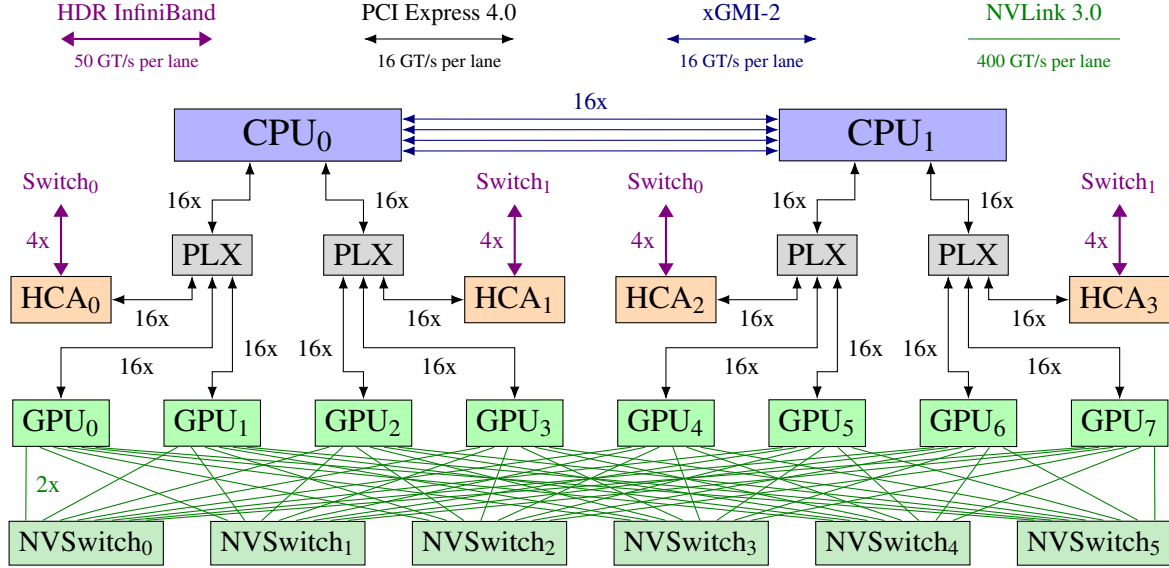 HDR InfiniBand
50 GT/s per lane
PCI Express 4.0
16 GT/s per lane
xGMI-2
16 GT/s per lane
NVLink 3.0
400 GT/s per lane
CPU₀
16x
CPU₁
Switch₀
16x
16x
Switch₁
Switch₀
16x
16x
Switch₁
4x
PLX
PLX
4x
4x
PLX
PLX
4x
HCA₀
16x
16x
HCA₁
HCA₂
16x
16x
HCA₃
16x
16x
16x
16x
16x
16x
16x
16x
GPU₀
GPU₁
GPU₂
GPU₃
GPU₄
GPU₅
GPU₆
GPU₇
2x
NVSwitch₀
NVSwitch₁
NVSwitch₂
NVSwitch₃
NVSwitch₄
NVSwitch₅